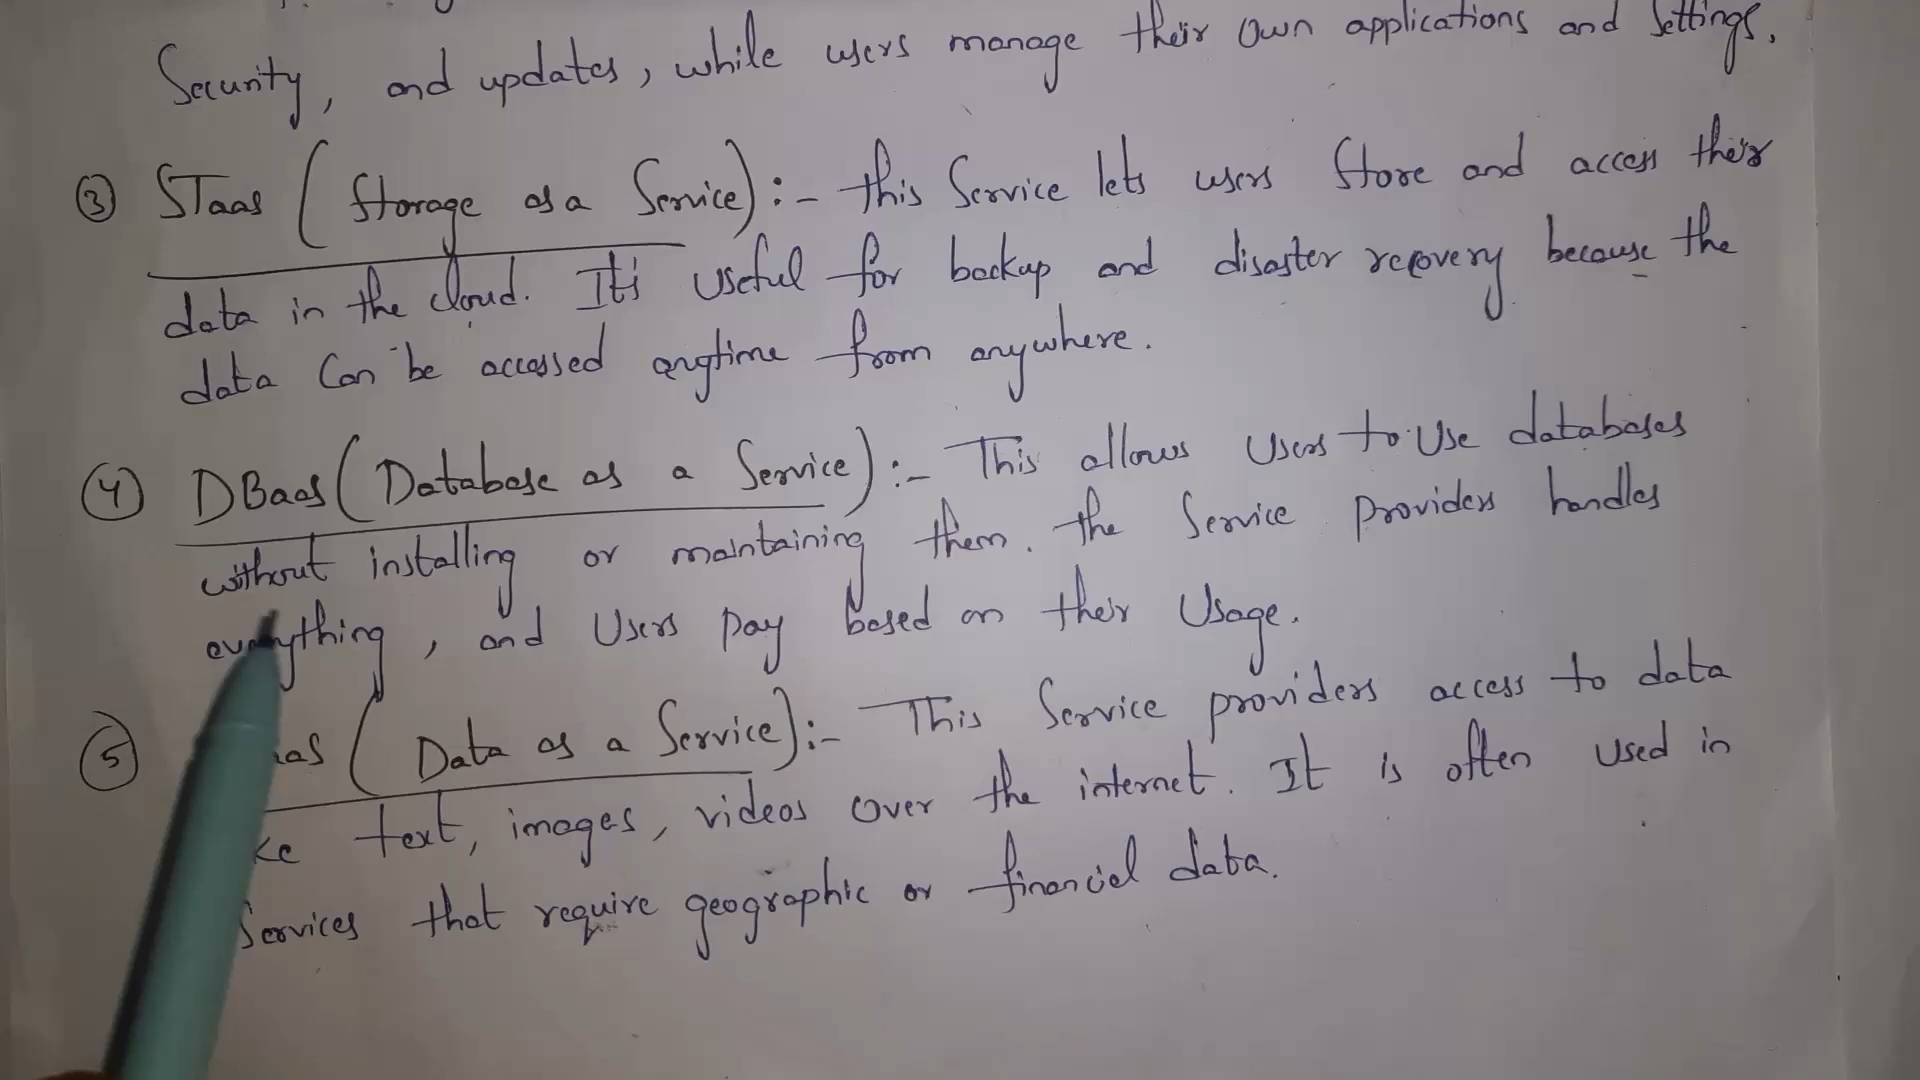 Security, and updates, while users manage their own applications and settings.
③ STaas (Storage as a Service) :- this Service lets users store and access their
data in the cloud. It's useful for backup and disaster recovery because the
data can be accessed anytime from anywhere.
④ DBaas (Database as a Service) :- This allows Users to Use databases
without installing or maintaining them. the Service Providers handles
everything, and Users pay based on their Usage.
⑤ aas (Data as a Service) :- This Service providers access to data
ke text, images, videos over the internet. It is often used in
Services that require geographic or financial data.